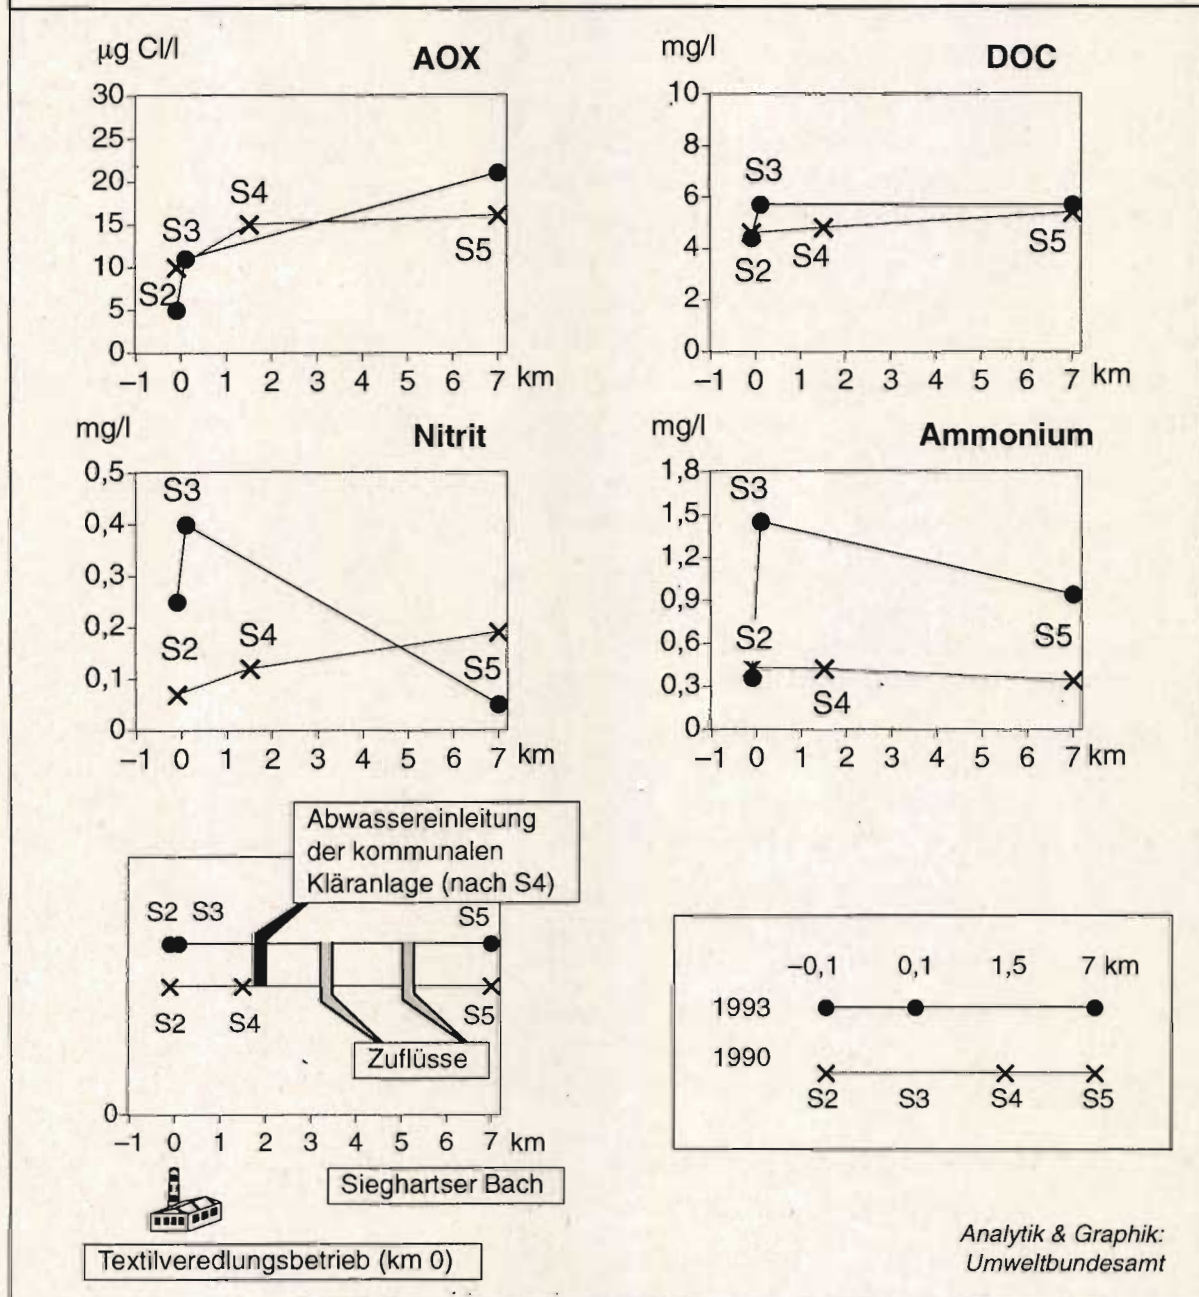 µg Cl/l
AOX
30
25
20
15
10
5
0
S2
S3
S4
S5
–1 0 1 2 3 4 5 6 7 km
mg/l
DOC
10
8
6
4
2
0
S3
S2
S4
S5
–1 0 1 2 3 4 5 6 7 km
mg/l
Nitrit
0,5
0,4
0,3
0,2
0,1
0
S3
S2
S4
S5
–1 0 1 2 3 4 5 6 7 km
mg/l
Ammonium
1,8
1,5
1,2
0,9
0,6
0,3
0
S3
S2
S4
S5
–1 0 1 2 3 4 5 6 7 km
Abwassereinleitung
der kommunalen
Kläranlage (nach S4)
S2 S3 S5
S2 S4 S5
Zuflüsse
0
–1 0 1 2 3 4 5 6 7 km
Sieghartser Bach
Textilveredlungsbetrieb (km 0)
–0,1 0,1 1,5 7 km
1993
1990
S2 S3 S4 S5
Analytik & Graphik:
Umweltbundesamt